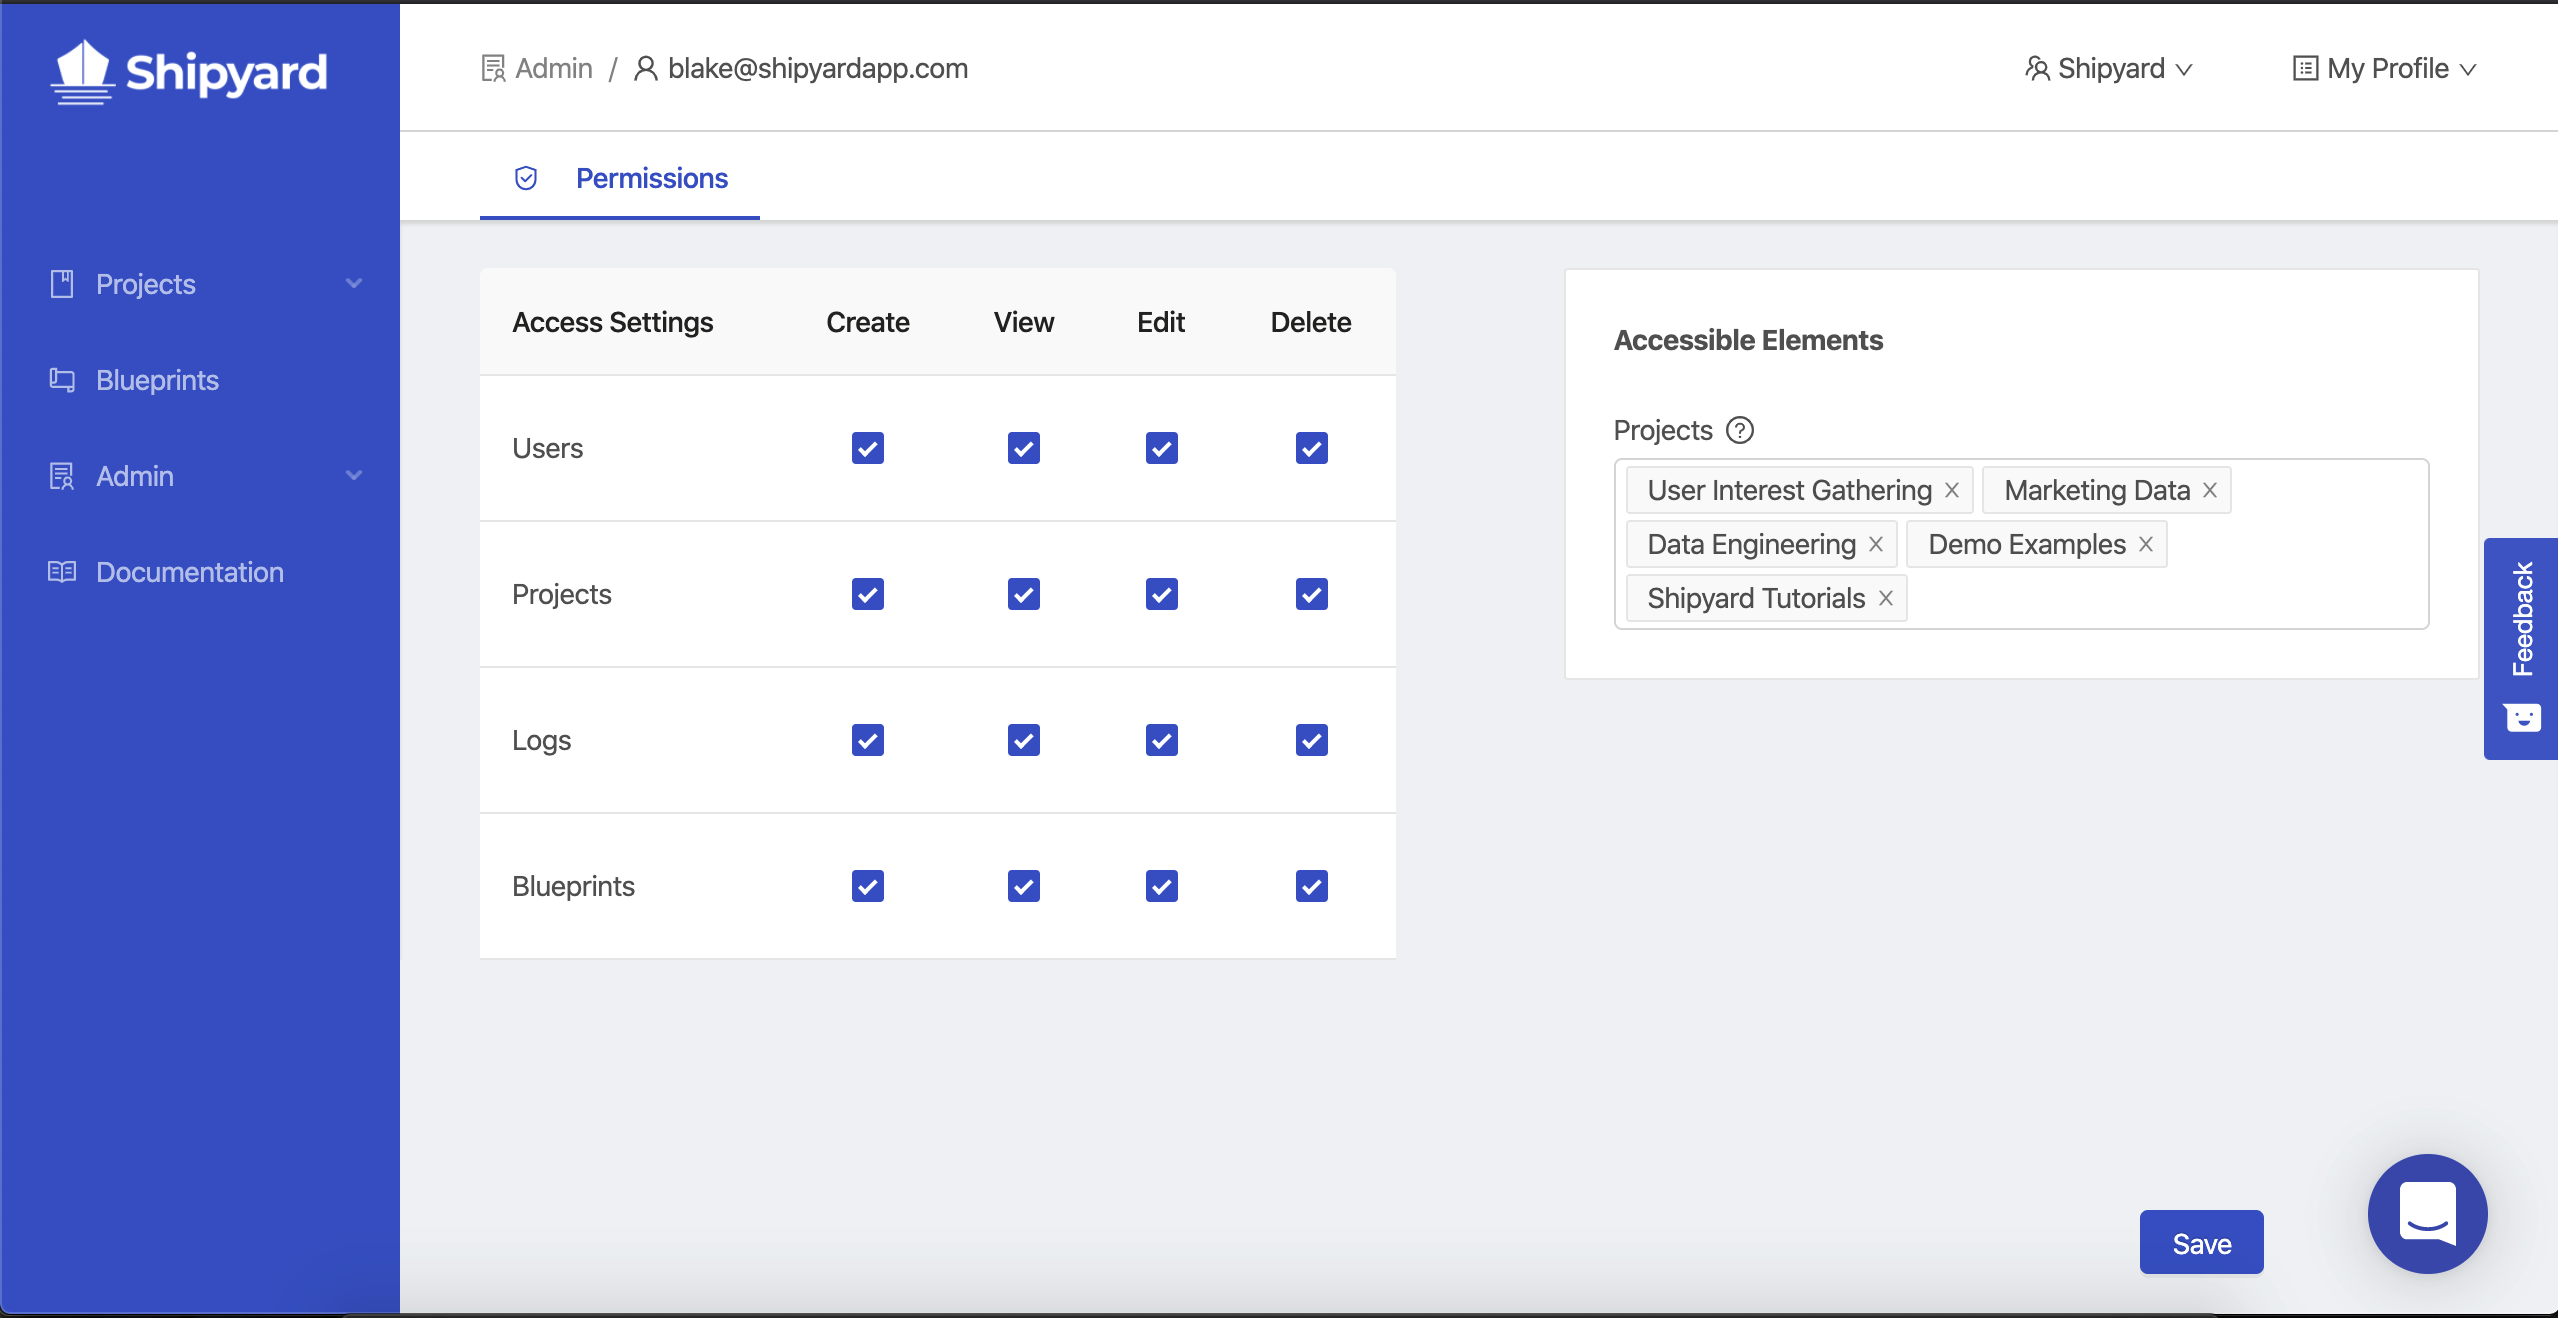 Shipyard
Admin / blake@shipyardapp.com
Shipyard
My Profile
Permissions
Projects
Blueprints
Admin
Documentation
Access Settings Create View Edit Delete
Users
Projects
Logs
Blueprints
Accessible Elements
Projects
User Interest Gathering Marketing Data
Data Engineering Demo Examples
Shipyard Tutorials
Feedback
Save